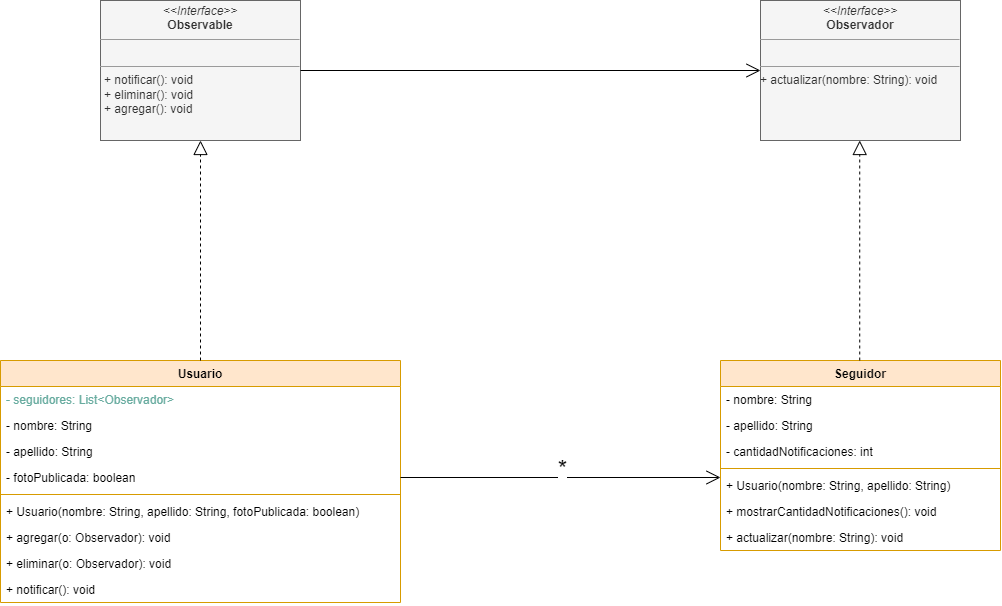 <<Interface>>
Observable
+ notificar(): void
+ eliminar(): void
+ agregar(): void
<<Interface>>
Observador
+ actualizar(nombre: String): void
Usuario
- seguidores: List<Observador>
- nombre: String
- apellido: String
- fotoPublicada: boolean
+ Usuario(nombre: String, apellido: String, fotoPublicada: boolean)
+ agregar(o: Observador): void
+ eliminar(o: Observador): void
+ notificar(): void
*
Seguidor
- nombre: String
- apellido: String
- cantidadNotificaciones: int
+ Usuario(nombre: String, apellido: String)
+ mostrarCantidadNotificaciones(): void
+ actualizar(nombre: String): void